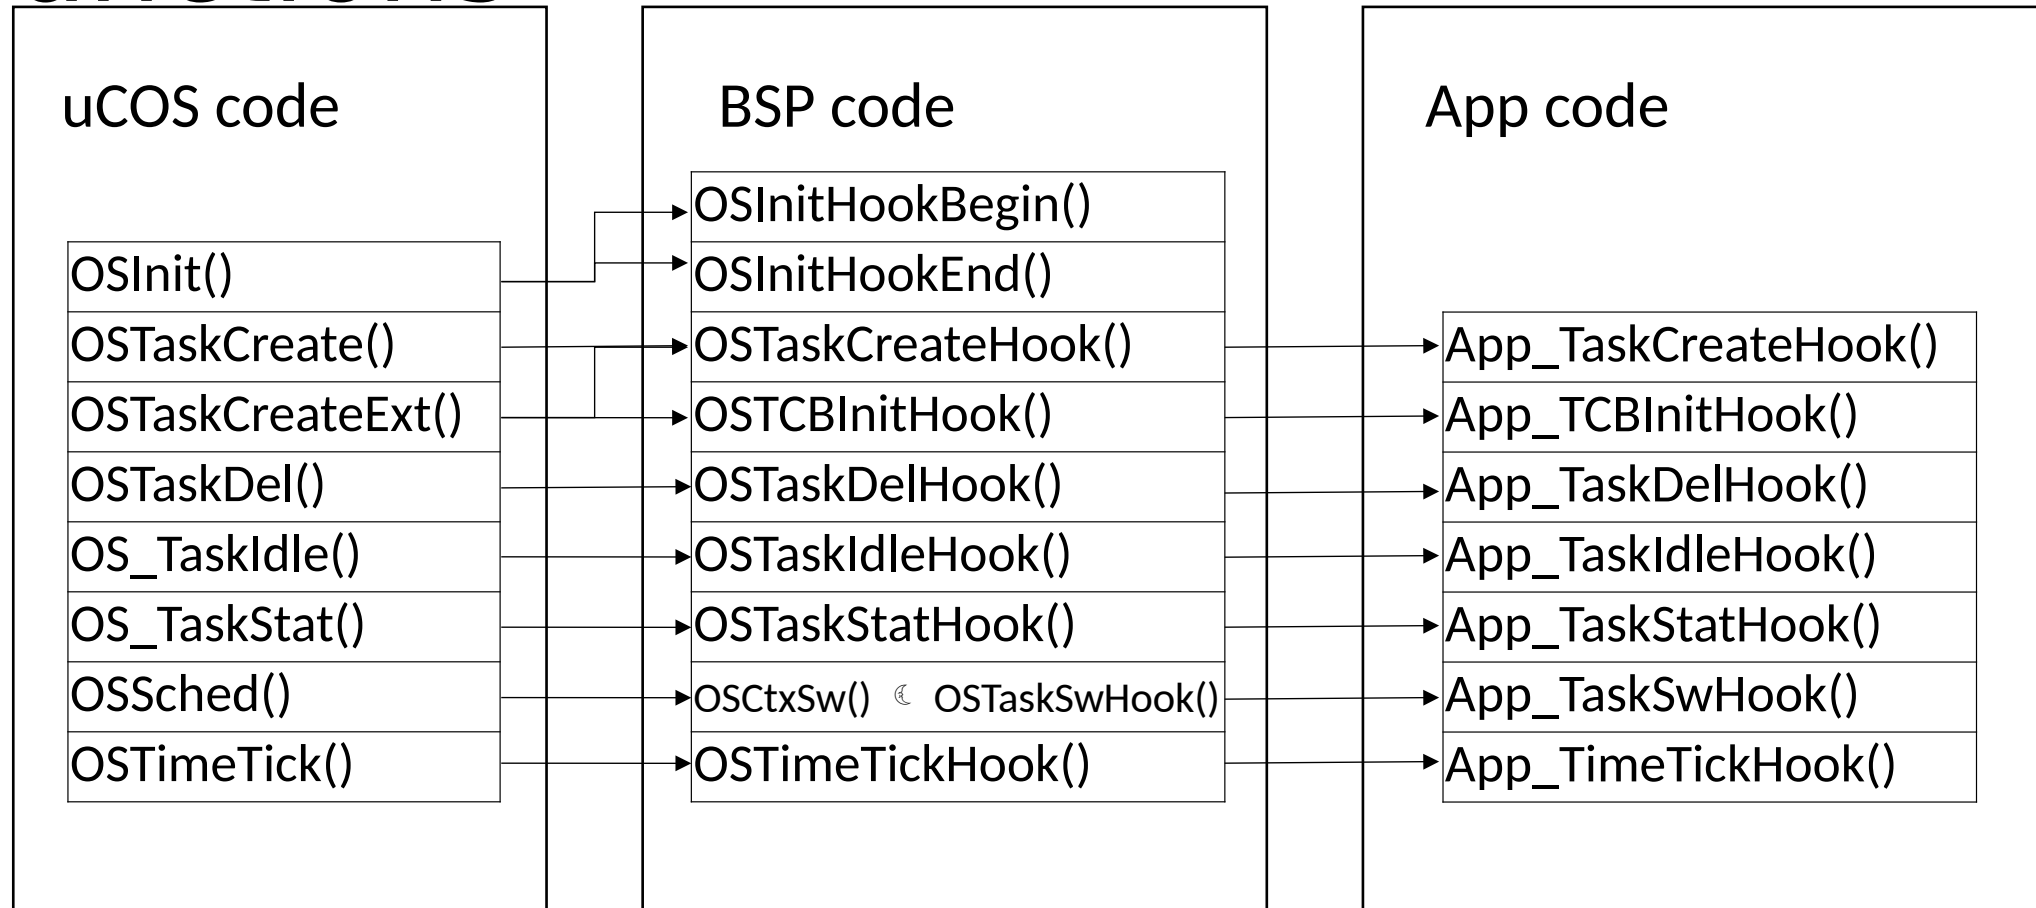 uCOS code
OSInit()
OSTaskCreate()
OSTaskCreateExt()
OSTaskDel()
OS_TaskIdle()
OS_TaskStat()
OSSched()
OSTimeTick()
BSP code
OSInitHookBegin()
OSInitHookEnd()
OSTaskCreateHook()
OSTCBInitHook()
OSTaskDelHook()
OSTaskIdleHook()
OSTaskStatHook()
OSCtxSw() ☾ OSTaskSwHook()
OSTimeTickHook()
App code
App_TaskCreateHook()
App_TCBInitHook()
App_TaskDelHook()
App_TaskIdleHook()
App_TaskStatHook()
App_TaskSwHook()
App_TimeTickHook()